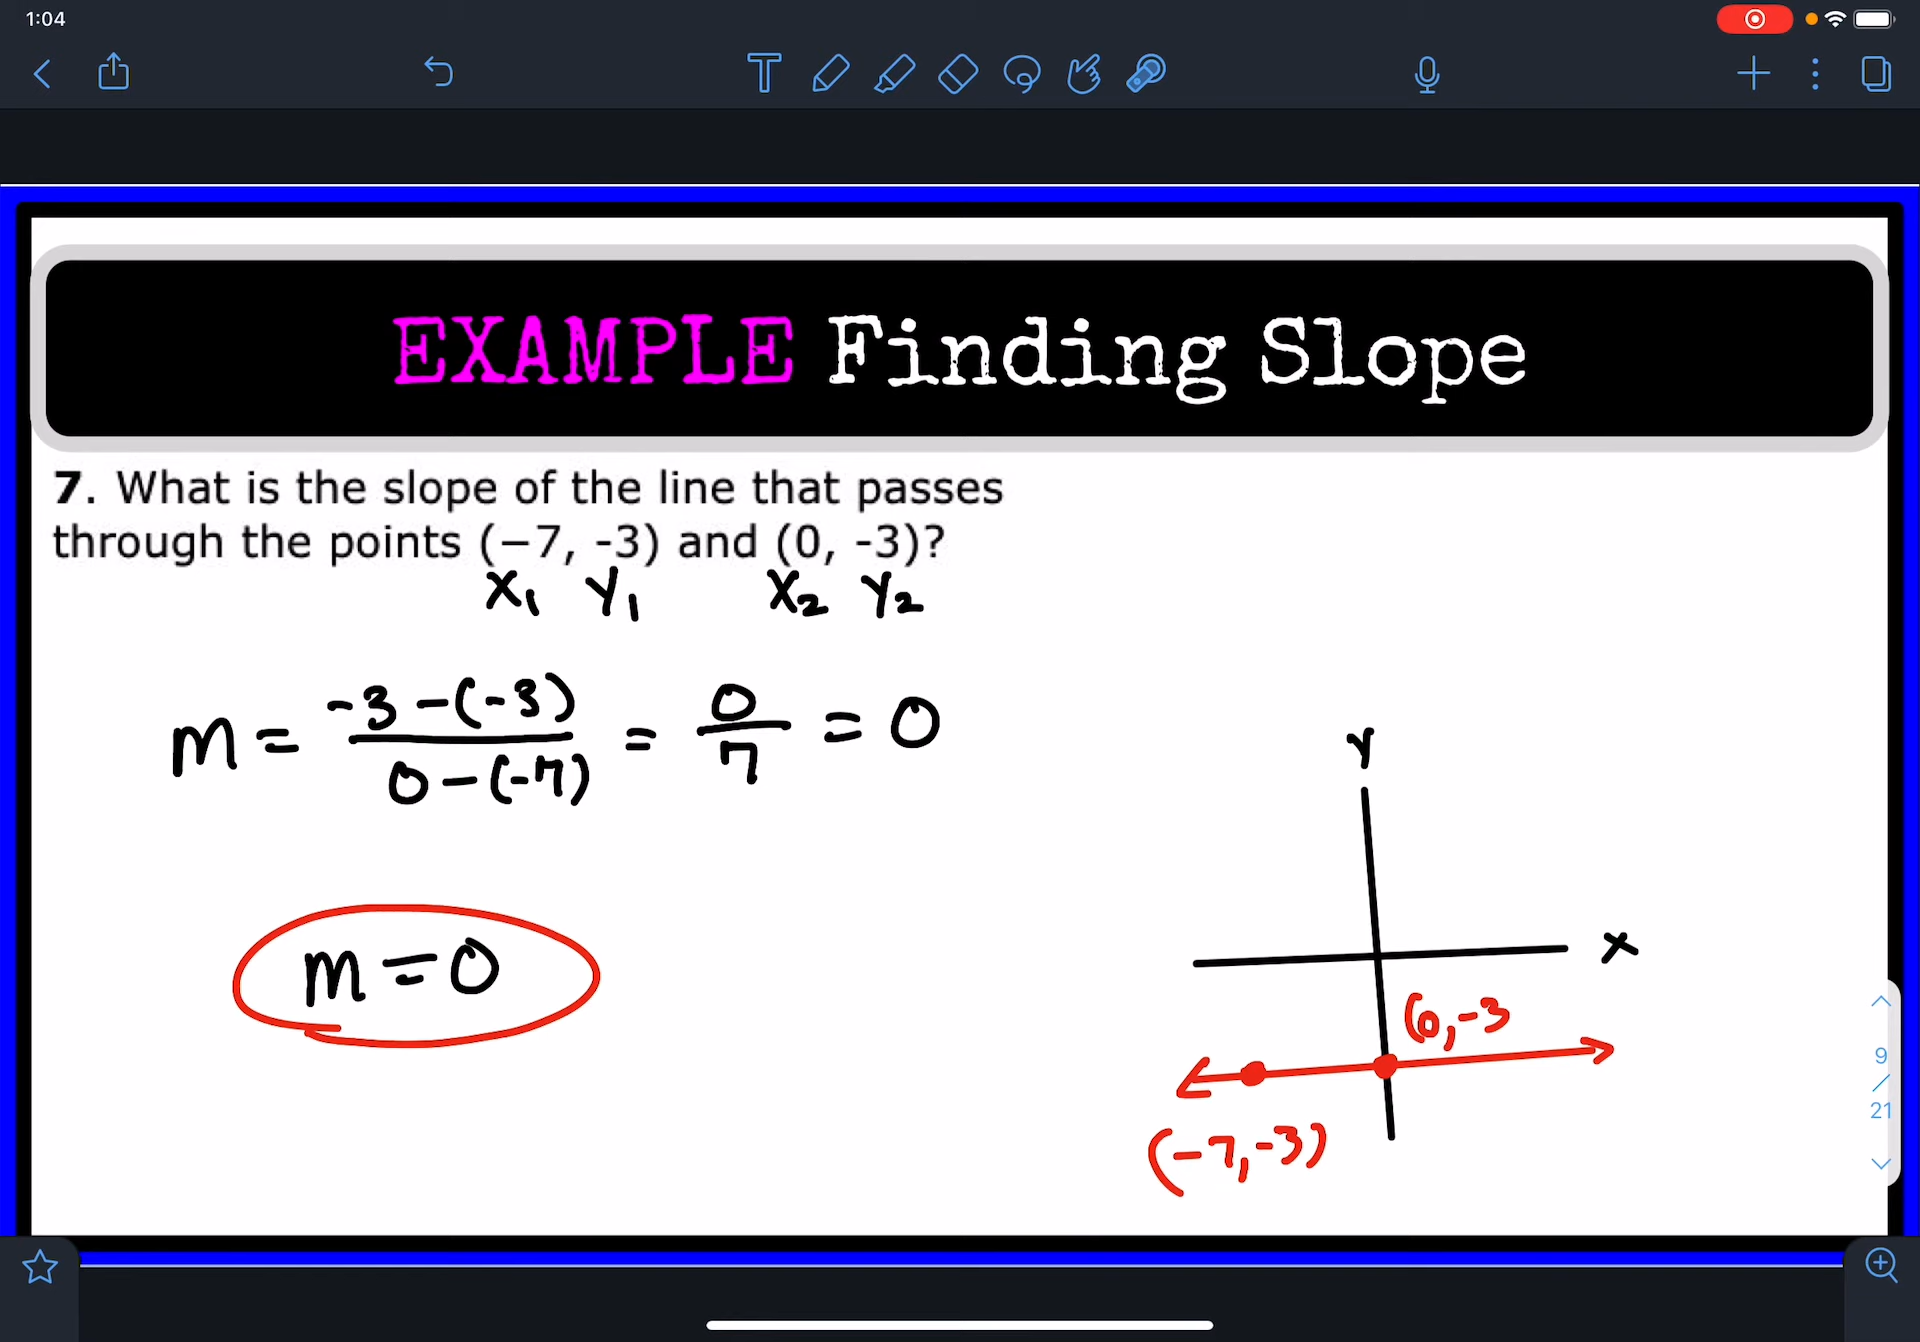 1:04
EXAMPLE Finding Slope
7. What is the slope of the line that passes
through the points (−7, -3) and (0, -3)?
X₁ Y₁ X₂ Y₂
m = -3 -(-3) / 0 -(-7) = 0/7 = 0
m = 0
Y
X
(0,-3
(-7,-3)
9
/
21